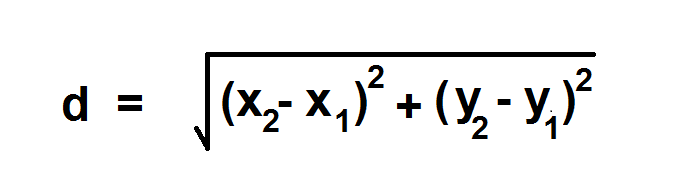 d = √(x₂- x₁)² + (y₂ - y₁)²